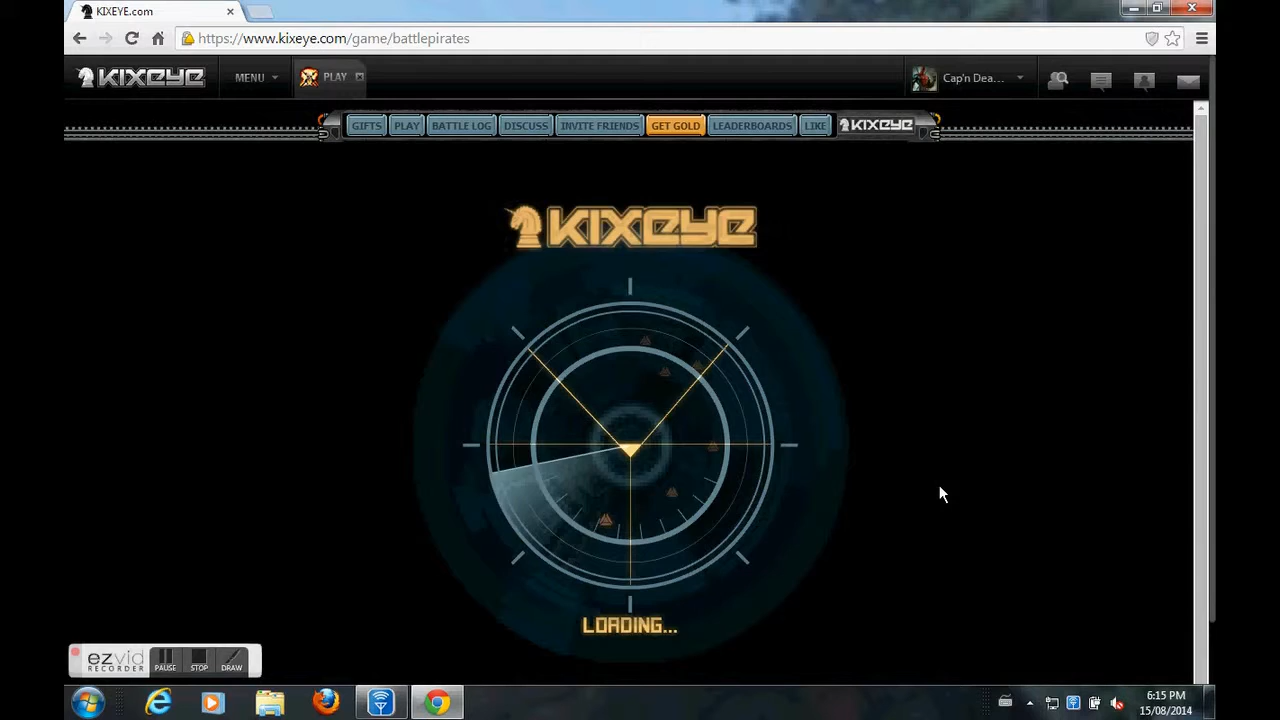 KIXEYE.com
https://www.kixeye.com/game/battlepirates
KIXEYE MENU PLAY Cap'n Dea...
GIFTS PLAY BATTLE LOG DISCUSS INVITE FRIENDS GET GOLD LEADERBOARDS LIKE KIXEYE
KIXEYE
LOADING...
ezvid
RECORDER PAUSE STOP DRAW
6:15 PM
15/08/2014